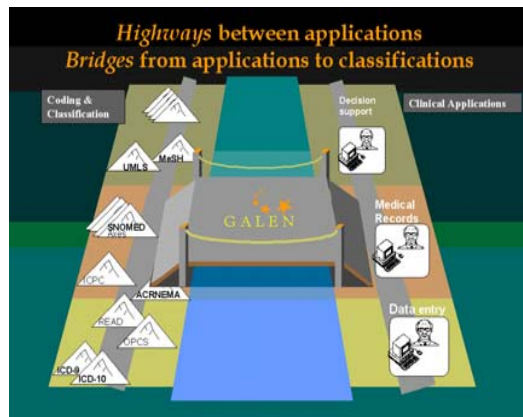 Highways between applications
Bridges from applications to classifications
Coding &
Classification
Decision
support
Clinical Applications
MeSH
UMLS
SNOMED
Axes
GALEN
Medical
Records
ICPC
ACRNEMA
READ
OPCS
Data entry
ICD-9
ICD-10